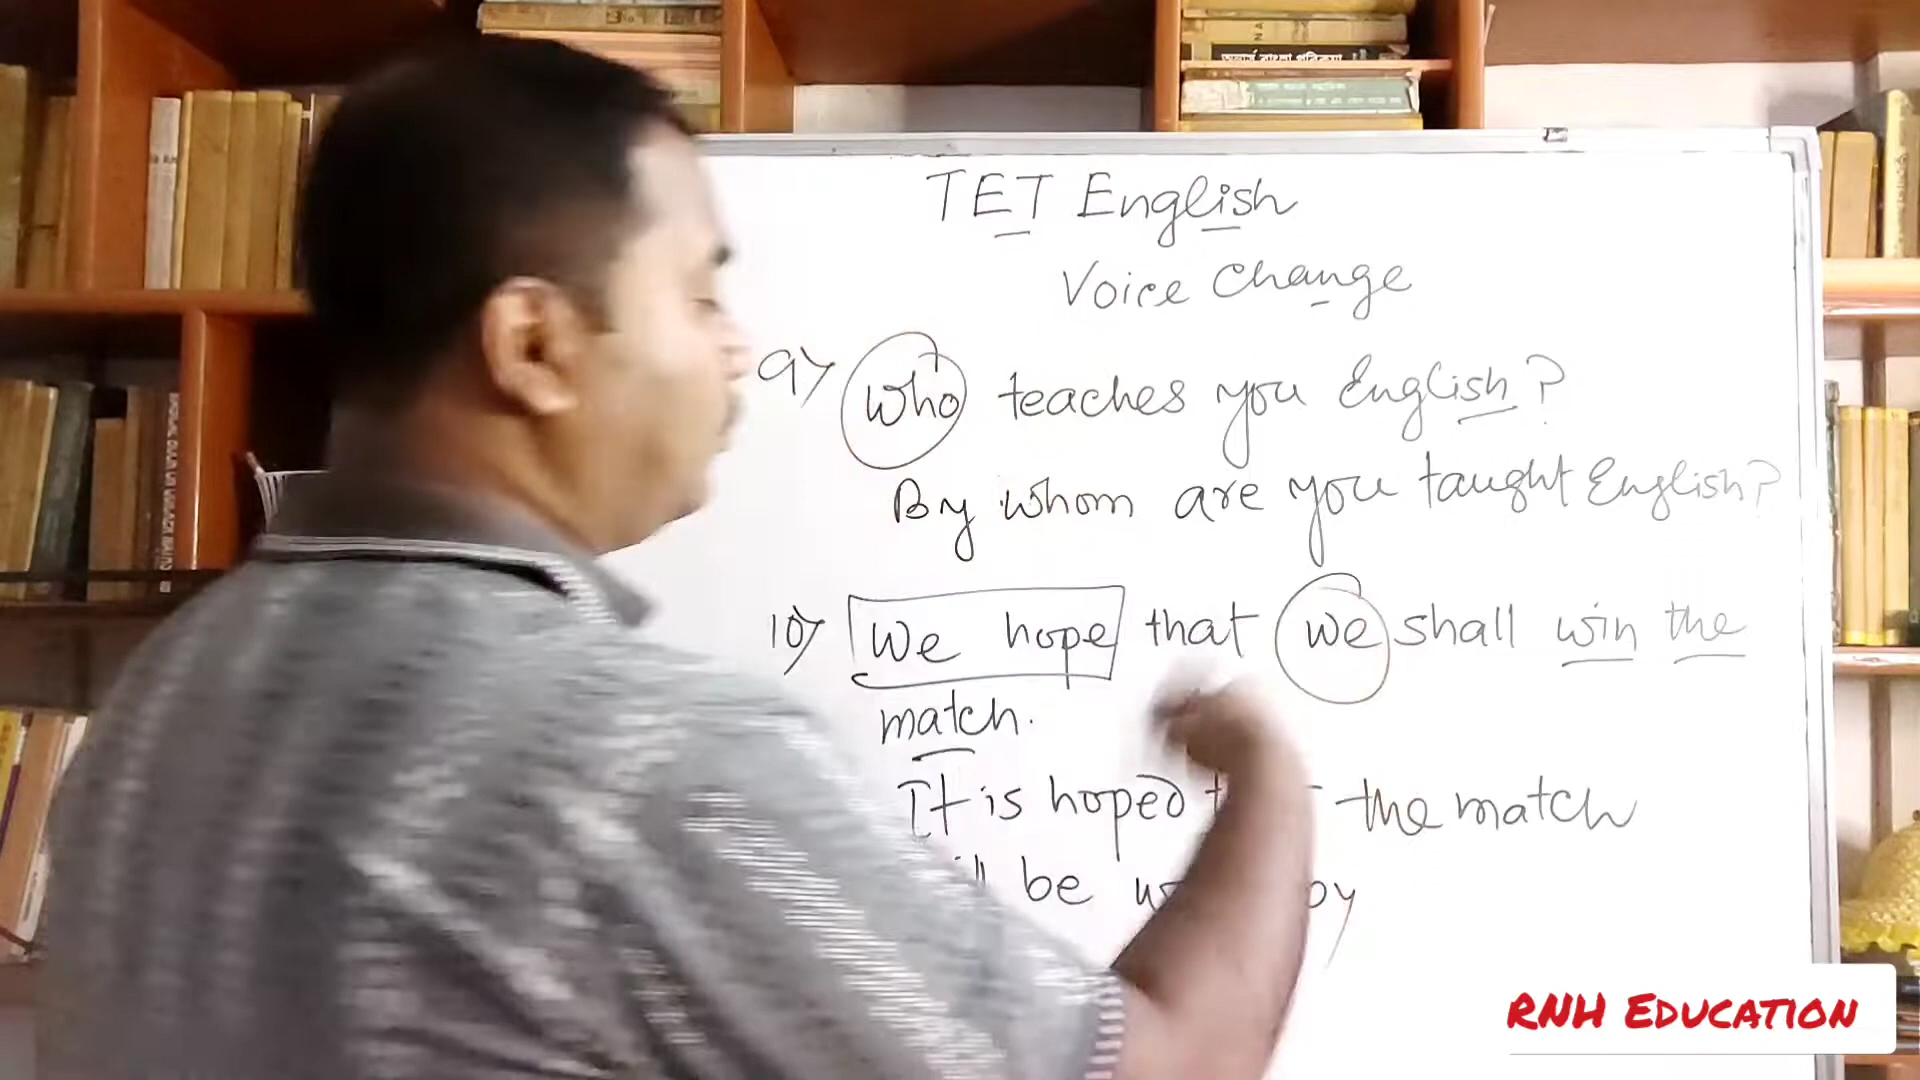 TET English
Voice Change
9) Who teaches you English?
By whom are you taught English?
10) We hope that we shall win the
match.
It is hoped the match
be by
RNH EDUCATION